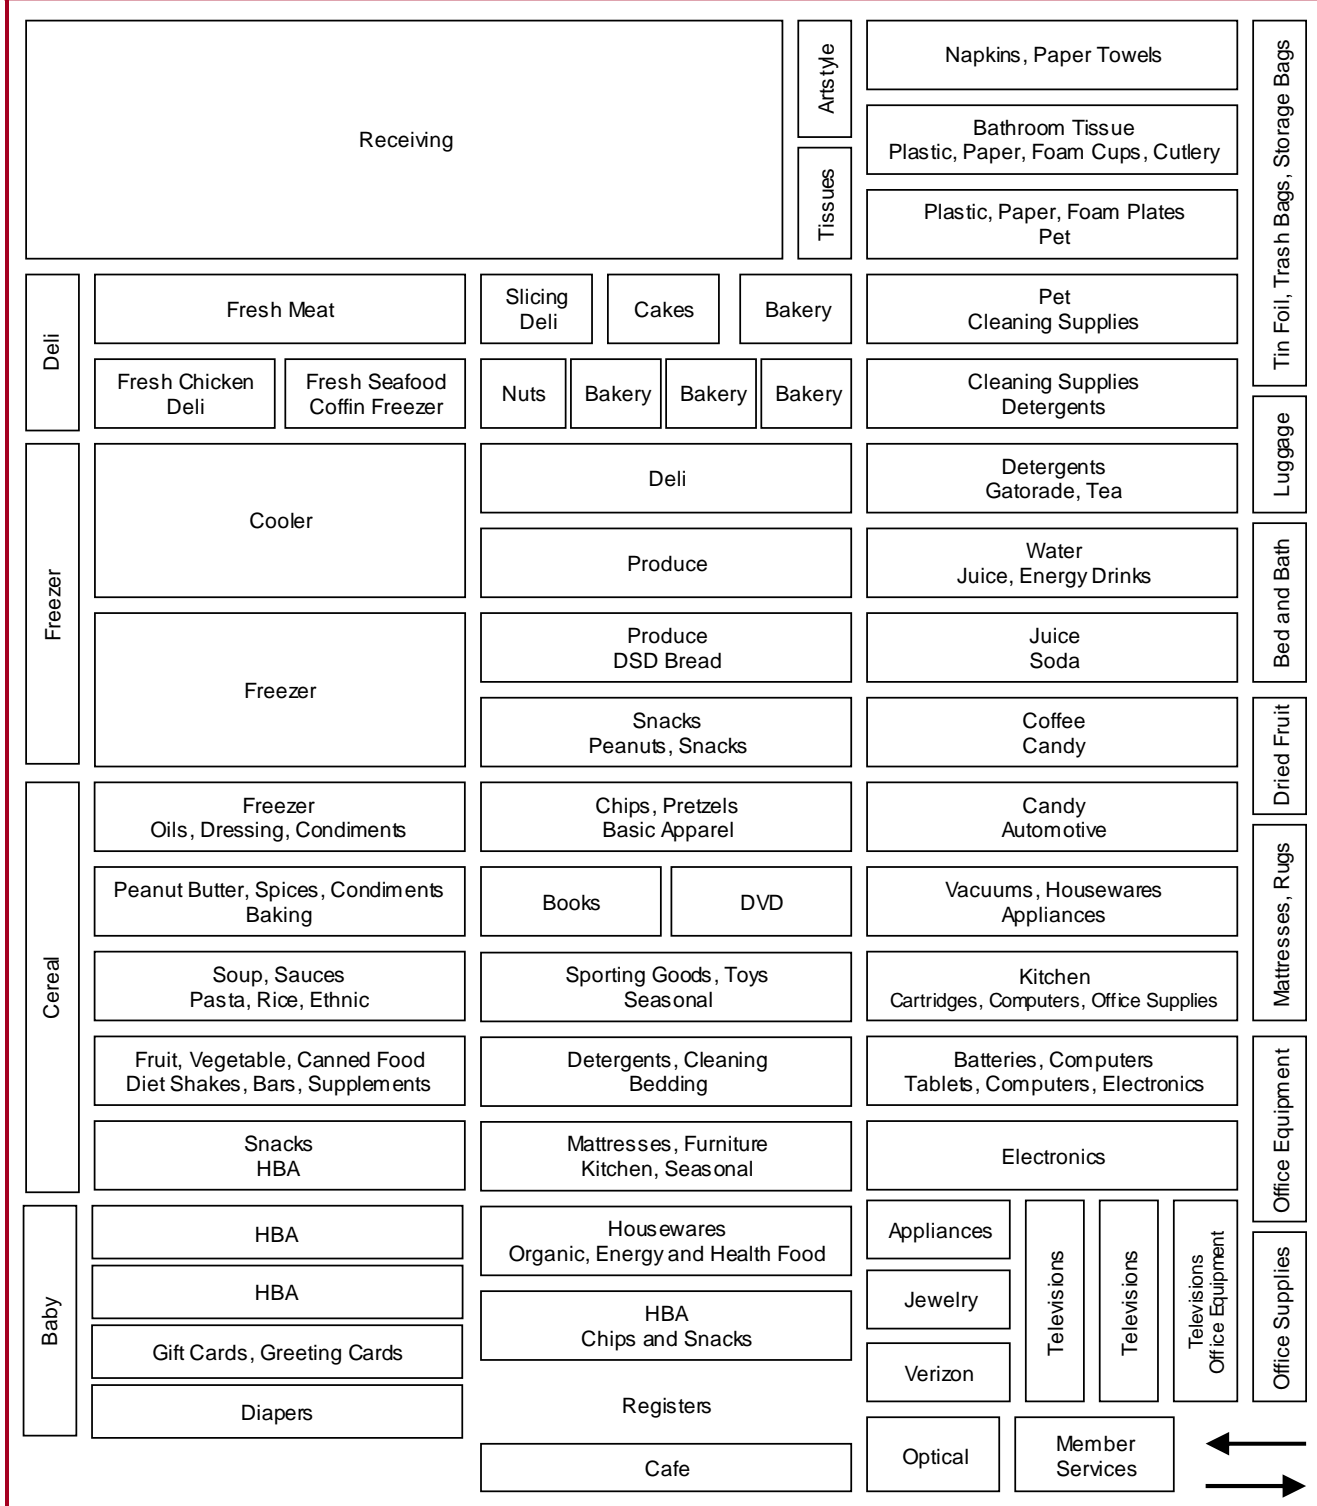 Receiving
Artstyle
Tissues
Napkins, Paper Towels
Bathroom Tissue
Plastic, Paper, Foam Cups, Cutlery
Plastic, Paper, Foam Plates
Pet
Tin Foil, Trash Bags, Storage Bags
Deli
Fresh Meat
Slicing
Deli
Cakes
Bakery
Pet
Cleaning Supplies
Fresh Chicken
Deli
Fresh Seafood
Coffin Freezer
Nuts
Bakery
Bakery
Bakery
Cleaning Supplies
Detergents
Luggage
Freezer
Cooler
Deli
Detergents
Gatorade, Tea
Produce
Water
Juice, Energy Drinks
Bed and Bath
Freezer
Produce
DSD Bread
Juice
Soda
Snacks
Peanuts, Snacks
Coffee
Candy
Dried Fruit
Cereal
Freezer
Oils, Dressing, Condiments
Chips, Pretzels
Basic Apparel
Candy
Automotive
Mattresses, Rugs
Peanut Butter, Spices, Condiments
Baking
Books
DVD
Vacuums, Housewares
Appliances
Soup, Sauces
Pasta, Rice, Ethnic
Sporting Goods, Toys
Seasonal
Kitchen
Cartridges, Computers, Office Supplies
Fruit, Vegetable, Canned Food
Diet Shakes, Bars, Supplements
Detergents, Cleaning
Bedding
Batteries, Computers
Tablets, Computers, Electronics
Office Equipment
Snacks
HBA
Mattresses, Furniture
Kitchen, Seasonal
Electronics
Baby
HBA
Housewares
Organic, Energy and Health Food
Appliances
Televisions
Televisions
Televisions
Office Equipment
Office Supplies
HBA
HBA
Chips and Snacks
Jewelry
Gift Cards, Greeting Cards
Verizon
Diapers
Registers
Cafe
Optical
Member
Services